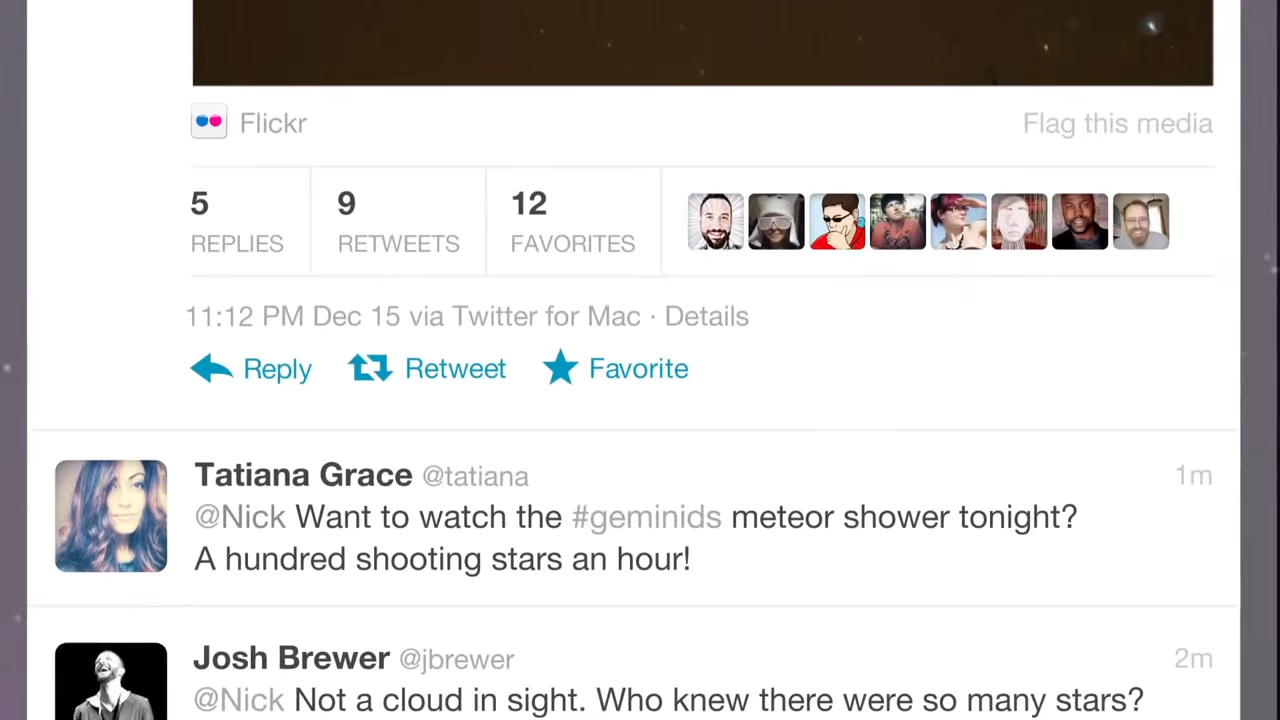 Flickr
Flag this media
5
REPLIES
9
RETWEETS
12
FAVORITES
11:12 PM Dec 15 via Twitter for Mac · Details
Reply
Retweet
Favorite
Tatiana Grace @tatiana
1m
@Nick Want to watch the #geminids meteor shower tonight?
A hundred shooting stars an hour!
Josh Brewer @jbrewer
2m
@Nick Not a cloud in sight. Who knew there were so many stars?